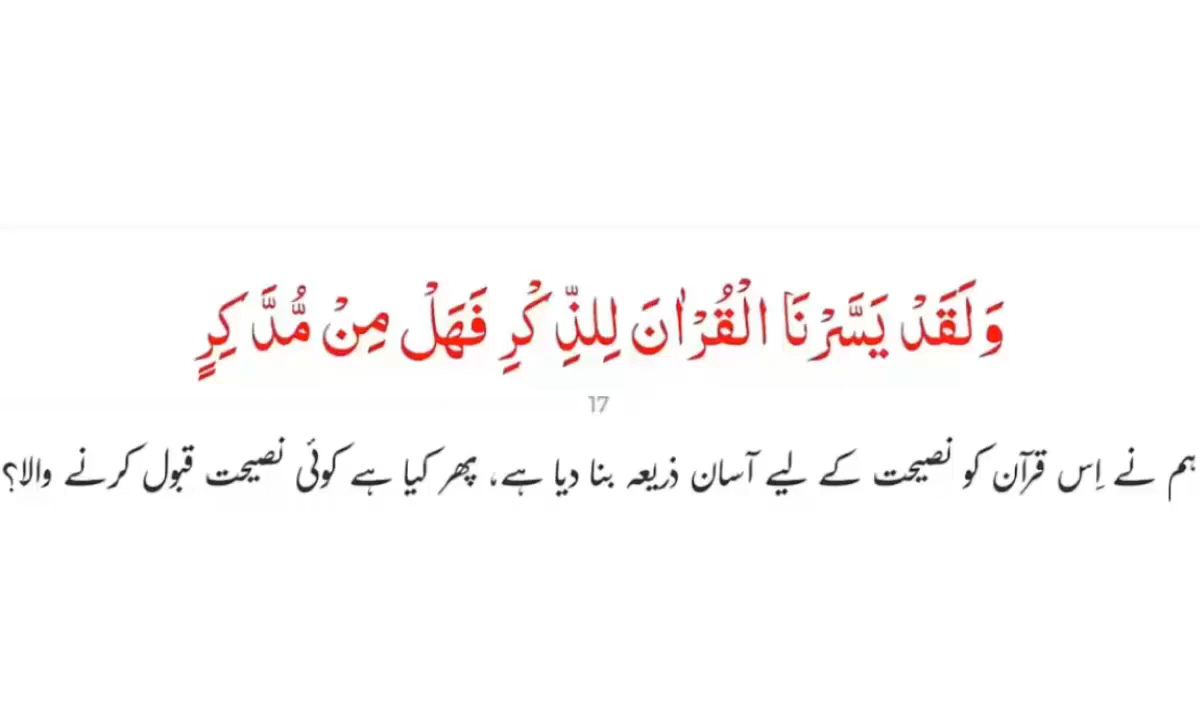 وَلَقَدْ يَسَّرْنَا الْقُرْاٰنَ لِلذِّكْرِ فَهَلْ مِنْ مُّدَّكِرٍ
17
ہم نے اِس قرآن کو نصیحت کے لیے آسان ذریعہ بنا دیا ہے، پھر کیا ہے کوئی نصیحت قبول کرنے والا؟